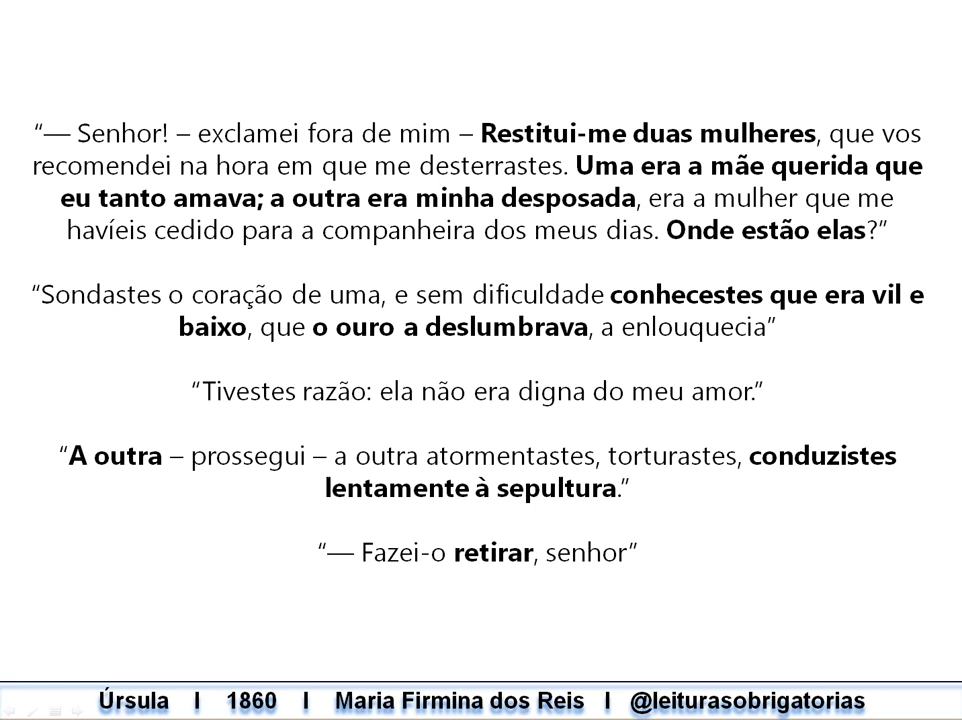 “— Senhor! – exclamei fora de mim – Restitui-me duas mulheres, que vos
recomendei na hora em que me desterrastes. Uma era a mãe querida que
eu tanto amava; a outra era minha desposada, era a mulher que me
havíeis cedido para a companheira dos meus dias. Onde estão elas?”
“Sondastes o coração de uma, e sem dificuldade conhecestes que era vil e
baixo, que o ouro a deslumbrava, a enlouquecia”
“Tivestes razão: ela não era digna do meu amor.”
“A outra – prossegui – a outra atormentastes, torturastes, conduzistes
lentamente à sepultura.”
“— Fazei-o retirar, senhor”
Úrsula I 1860 I Maria Firmina dos Reis I @leiturasobrigatorias